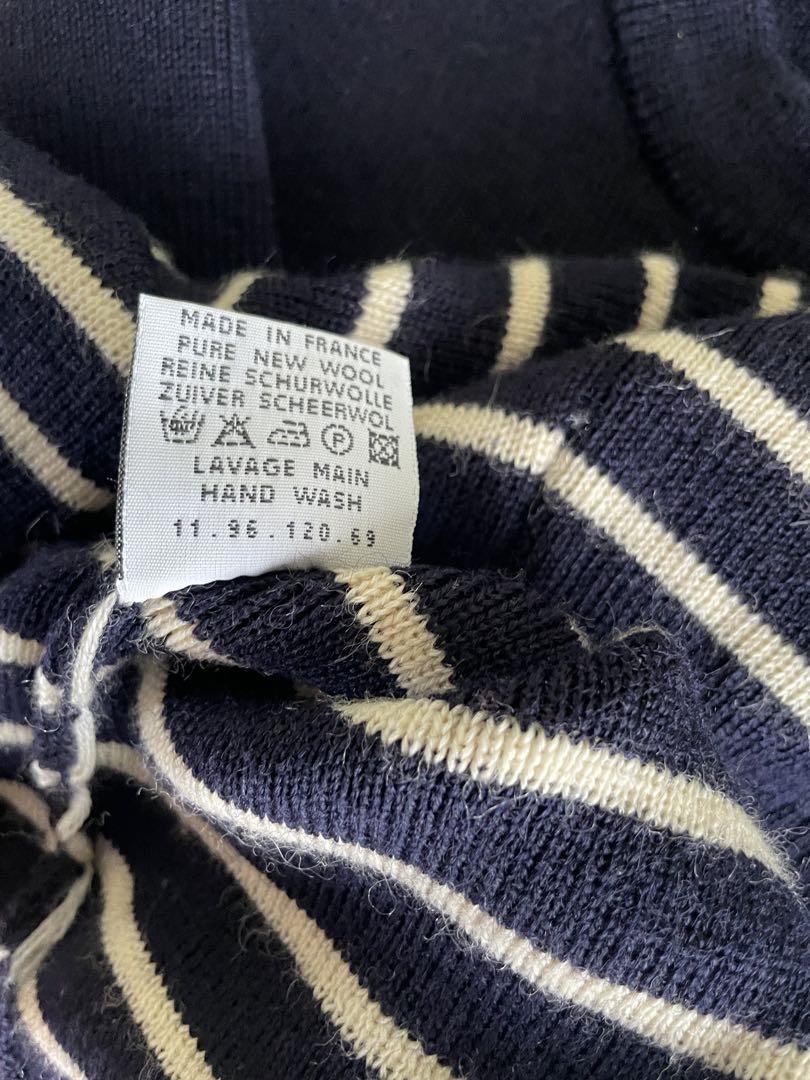 MADE IN FRANCE
PURE NEW WOOL
REINE SCHURWOLLE
ZUIVER SCHEERWOL
P
LAVAGE MAIN
HAND WASH
11.96.120.69